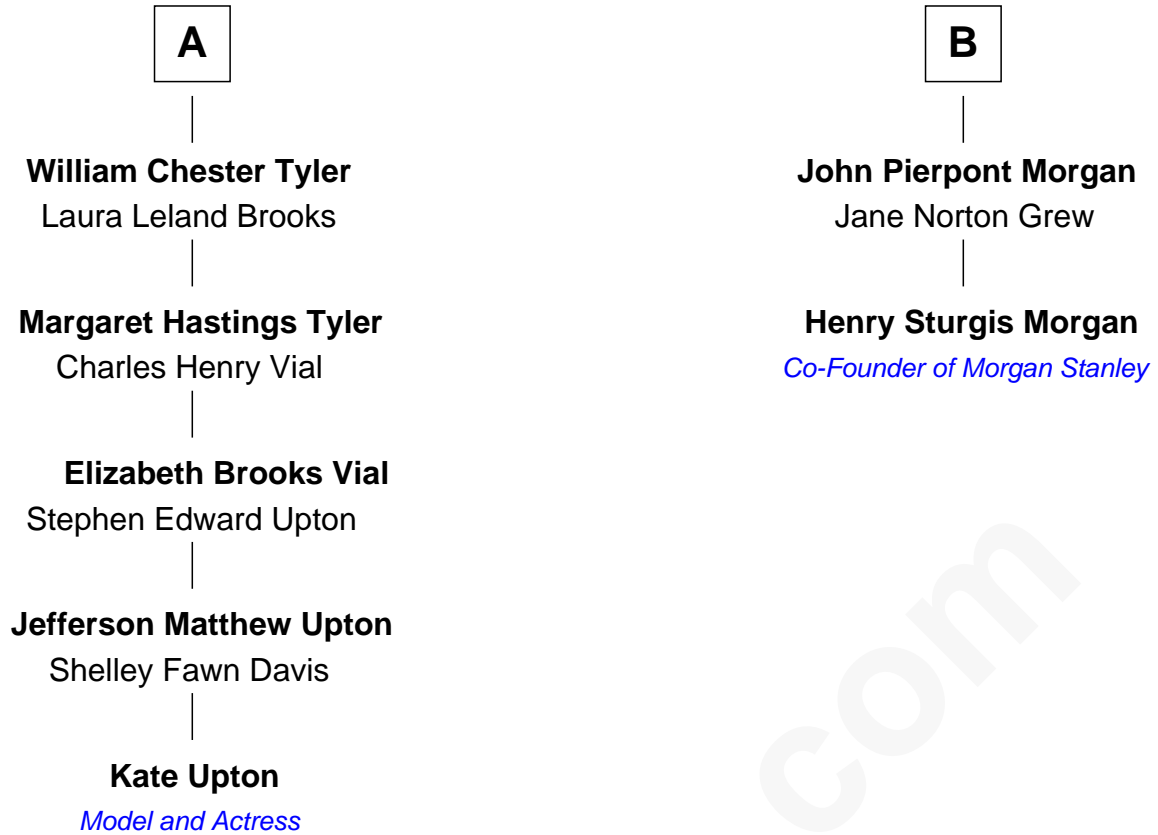 A
William Chester Tyler
Laura Leland Brooks
Margaret Hastings Tyler
Charles Henry Vial
Elizabeth Brooks Vial
Stephen Edward Upton
Jefferson Matthew Upton
Shelley Fawn Davis
Kate Upton
Model and Actress
B
John Pierpont Morgan
Jane Norton Grew
Henry Sturgis Morgan
Co-Founder of Morgan Stanley
com